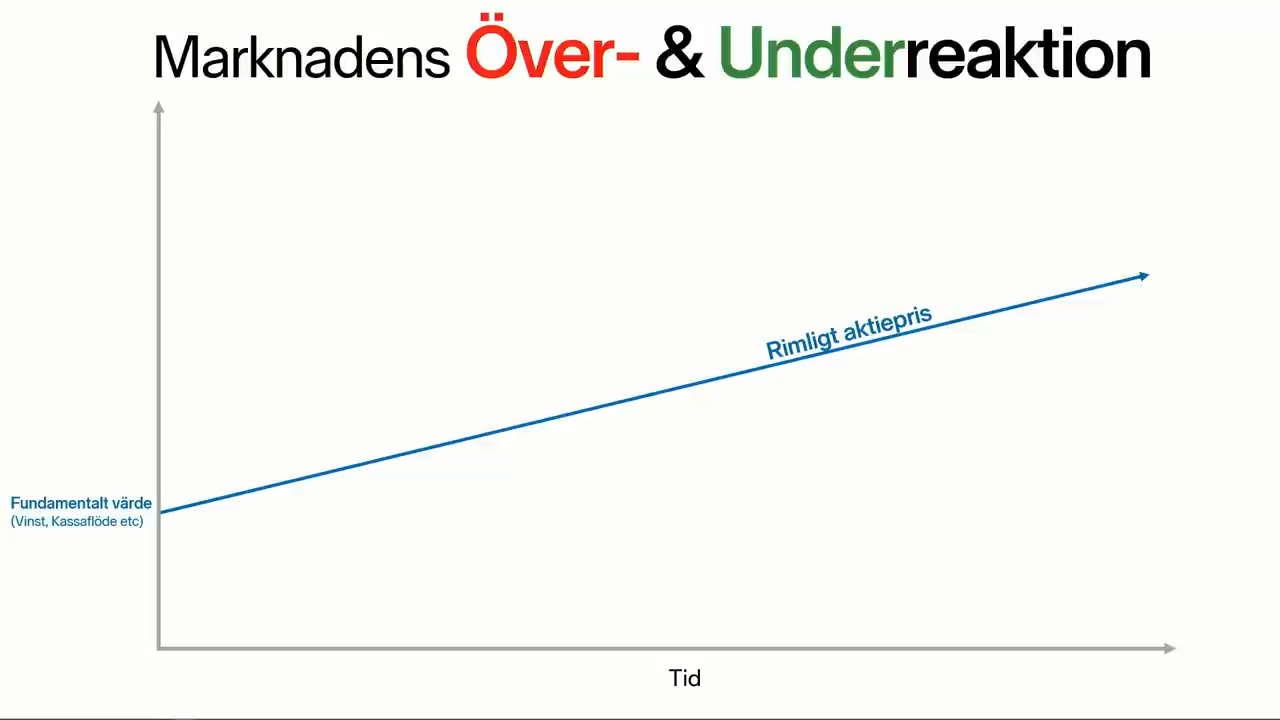 Marknadens Över- & Underreaktion
Rimligt aktiepris
Fundamentalt värde
(Vinst, Kassaflöde etc)
Tid